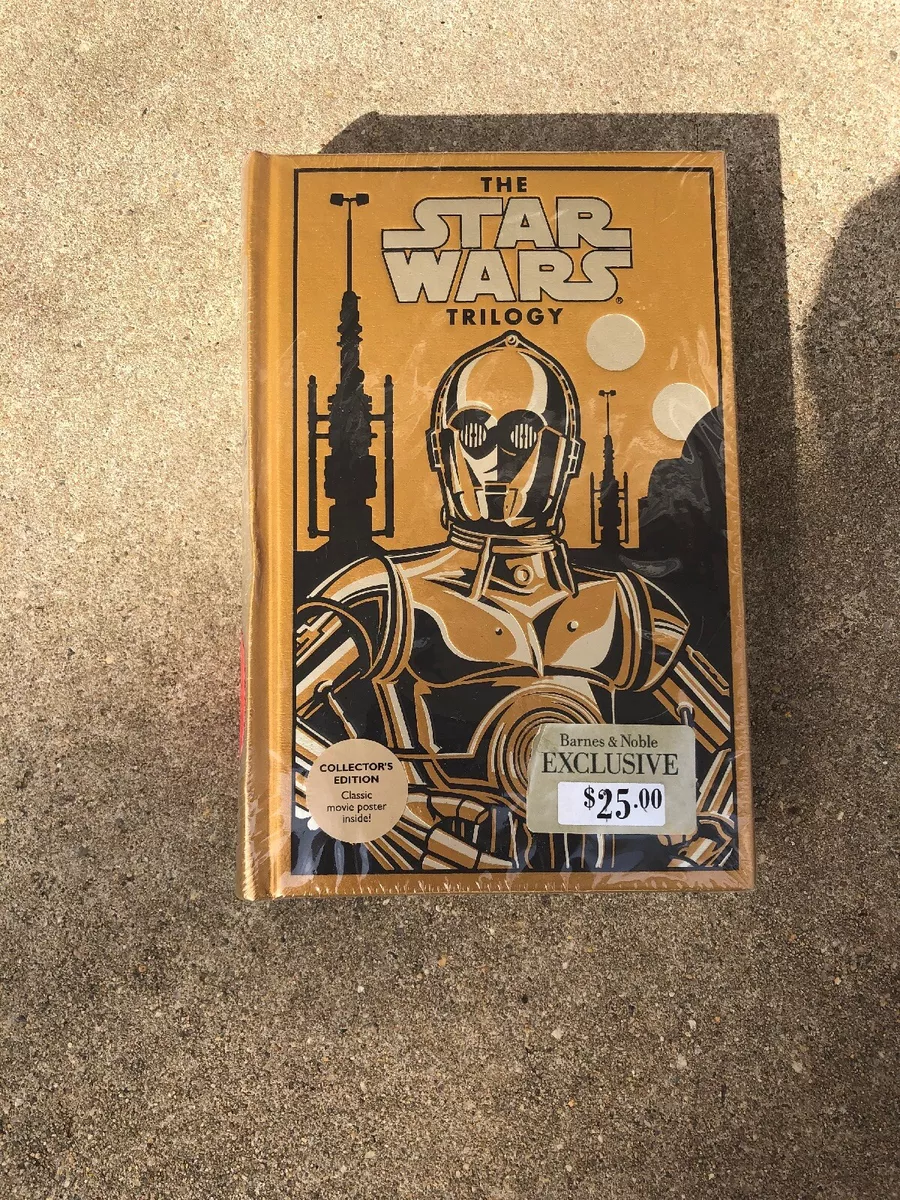 THE
STAR
WARS®
TRILOGY
COLLECTOR'S
EDITION
Classic
movie poster
inside!
Barnes & Noble
EXCLUSIVE
$25.00